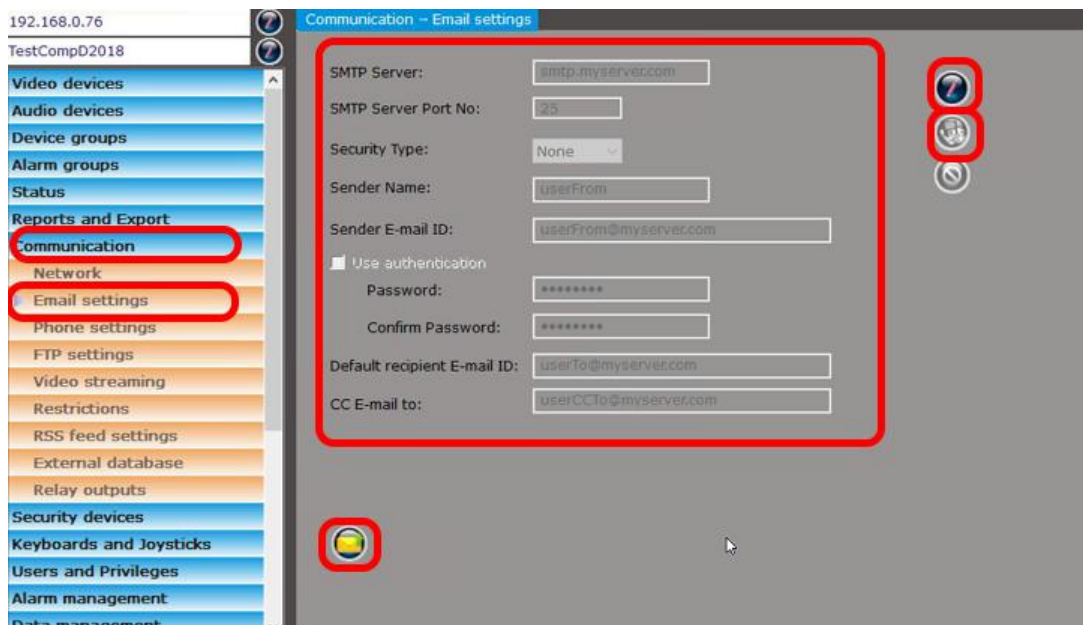 192.168.0.76
TestCompD2018
Video devices
Audio devices
Device groups
Alarm groups
Status
Reports and Export
Communication
Network
Email settings
Phone settings
FTP settings
Video streaming
Restrictions
RSS feed settings
External database
Relay outputs
Security devices
Keyboards and Joysticks
Users and Privileges
Alarm management
Data management
Communication - Email settings
SMTP Server: smtp.myserver.com
SMTP Server Port No: 25
Security Type: None
Sender Name: userFrom
Sender E-mail ID: userFrom@myserver.com
Use authentication
Password: ********
Confirm Password: ********
Default recipient E-mail ID: userTo@myserver.com
CC E-mail to: userCCTo@myserver.com